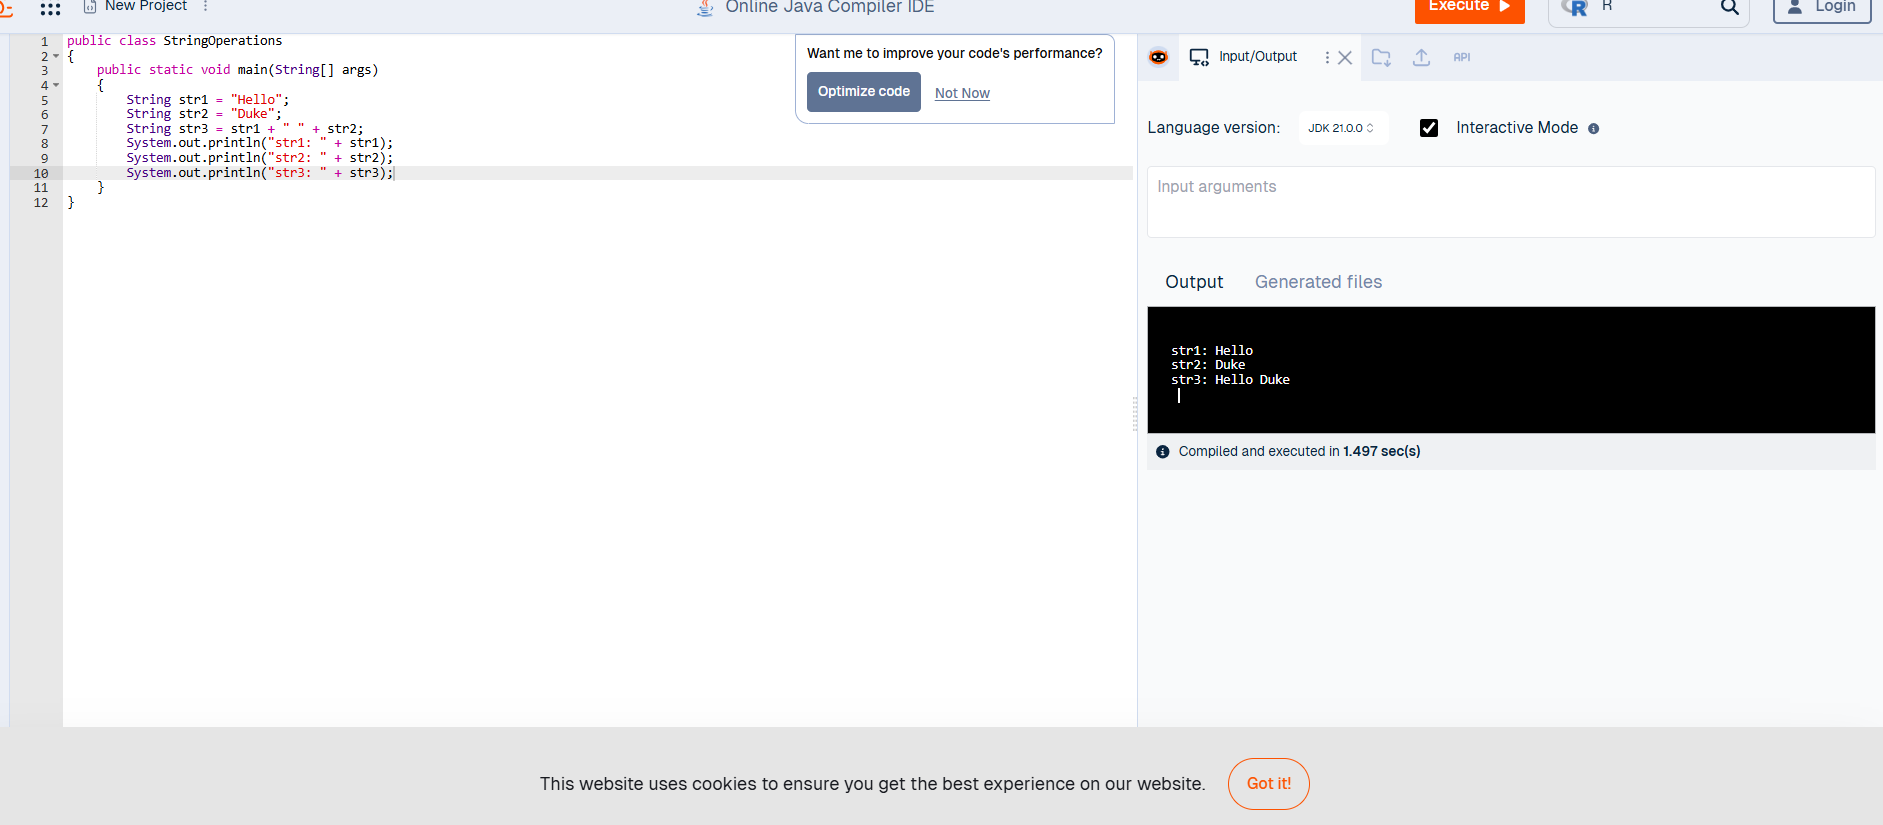 New Project
Online Java Compiler IDE
Execute
R
Login
1 public class StringOperations
2 {
3 public static void main(String[] args)
4 {
5 String str1 = "Hello";
6 String str2 = "Duke";
7 String str3 = str1 + " " + str2;
8 System.out.println("str1: " + str1);
9 System.out.println("str2: " + str2);
10 System.out.println("str3: " + str3);
11 }
12 }
Want me to improve your code's performance?
Optimize code
Not Now
Input/Output
API
Language version:
JDK 21.0.0
Interactive Mode
Input arguments
Output
Generated files
str1: Hello
str2: Duke
str3: Hello Duke
Compiled and executed in 1.497 sec(s)
This website uses cookies to ensure you get the best experience on our website.
Got it!